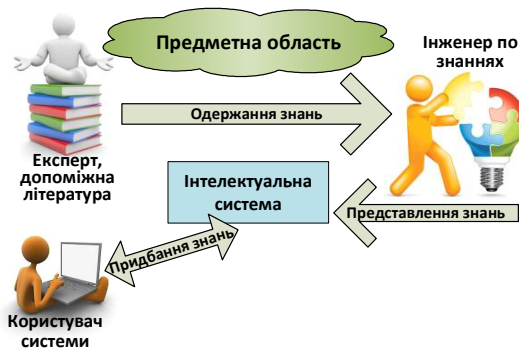 Предметна область
Інженер по
знаннях
Одержання знань
Експерт,
допоміжна
література
Інтелектуальна
система
Представлення знань
Придбання знань
Користувач
системи